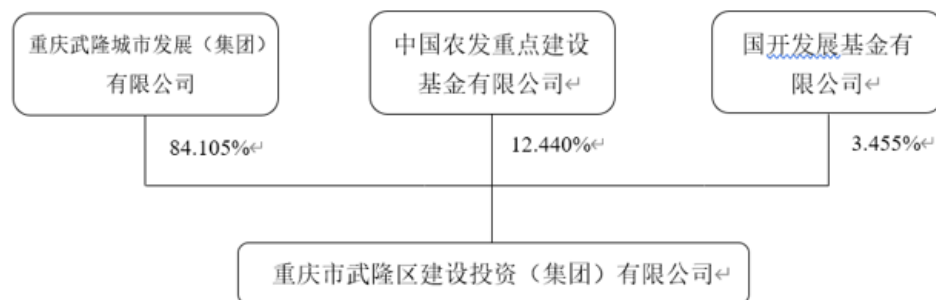 重庆武隆城市发展（集团）
有限公司
中国农发重点建设
基金有限公司
国开发展基金有
限公司
84.105%
12.440%
3.455%
重庆市武隆区建设投资（集团）有限公司